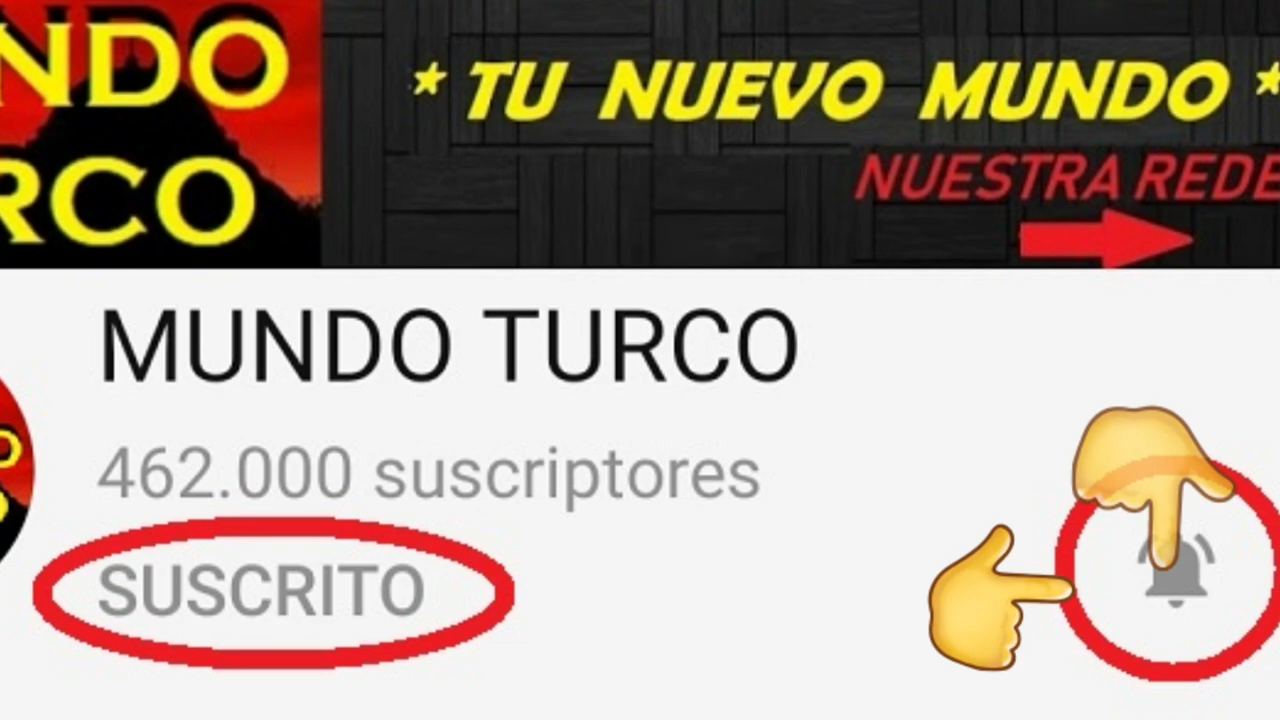 NDO
RCO
* TU NUEVO MUNDO *
NUESTRA REDE
MUNDO TURCO
462.000 suscriptores
SUSCRITO